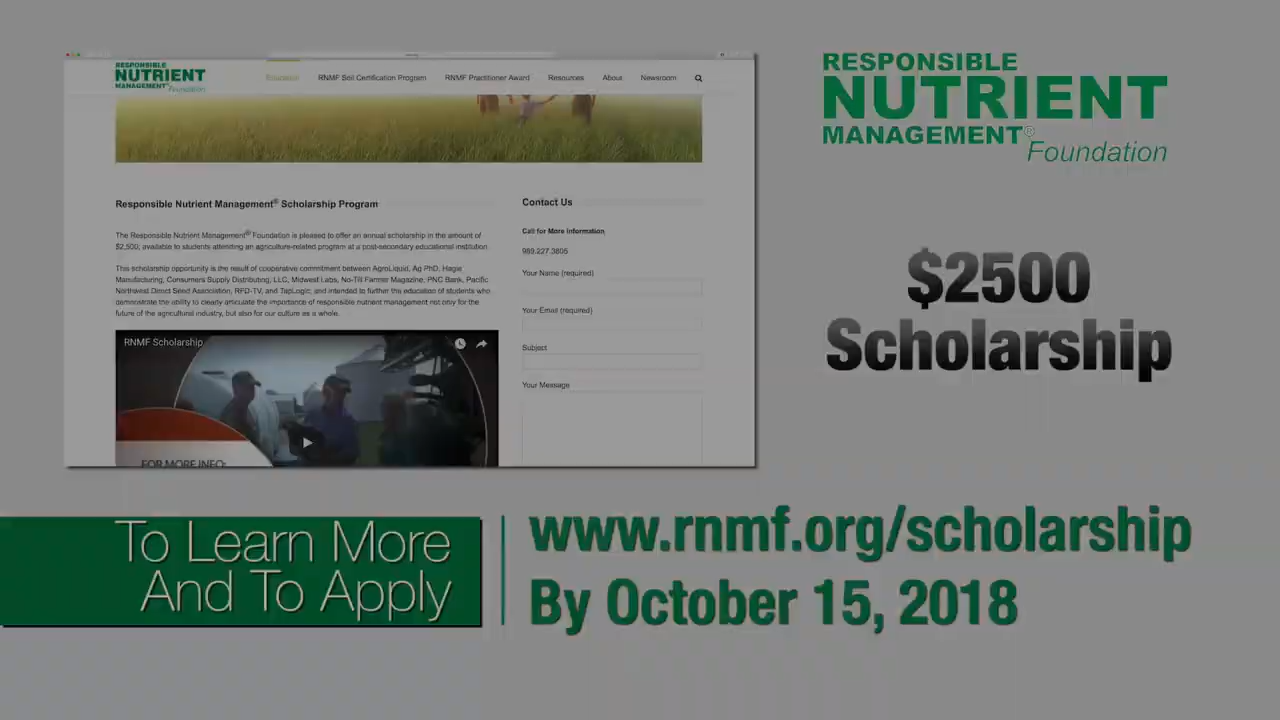 RESPONSIBLE
NUTRIENT
MANAGEMENT®
Foundation
Education
RNMF Soil Certification Program
RNMF Practitioner Award
Resources
About
Newsroom
Responsible Nutrient Management® Scholarship Program
The Responsible Nutrient Management® Foundation is pleased to offer an annual scholarship in the amount of
$2,500, available to students attending an agriculture-related program at a post-secondary educational institution.
This scholarship opportunity is the result of cooperative commitment between AgroLiquid, Ag PhD, Hagie
Manufacturing, Consumers Supply Distributing, LLC, Midwest Labs, No-Till Farmer Magazine, PNC Bank, Pacific
Northwest Direct Seed Association, RFD-TV, and TapLogic, and intended to further the education of students who
demonstrate the ability to clearly articulate the importance of responsible nutrient management not only for the
future of the agricultural industry, but also for our culture as a whole.
RNMF Scholarship
FOR MORE INFO:
Contact Us
Call for More Information
989.227.3805
Your Name (required)
Your Email (required)
Subject
Your Message
RESPONSIBLE
NUTRIENT
MANAGEMENT®
Foundation
$2500
Scholarship
To Learn More
And To Apply
www.rnmf.org/scholarship
By October 15, 2018